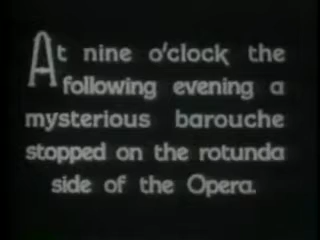 At nine o'clock the
following evening a
mysterious barouche
stopped on the rotunda
side of the Opera.